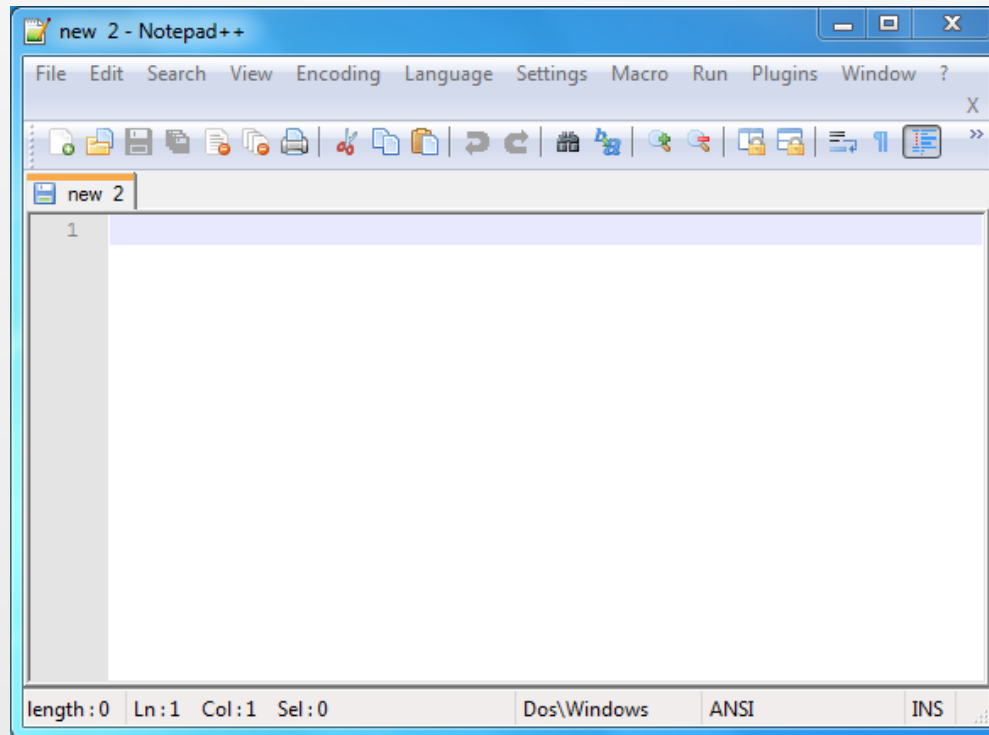 new 2 - Notepad++
File Edit Search View Encoding Language Settings Macro Run Plugins Window ?
X
new 2
1
length : 0 Ln : 1 Col : 1 Sel : 0 Dos\Windows ANSI INS